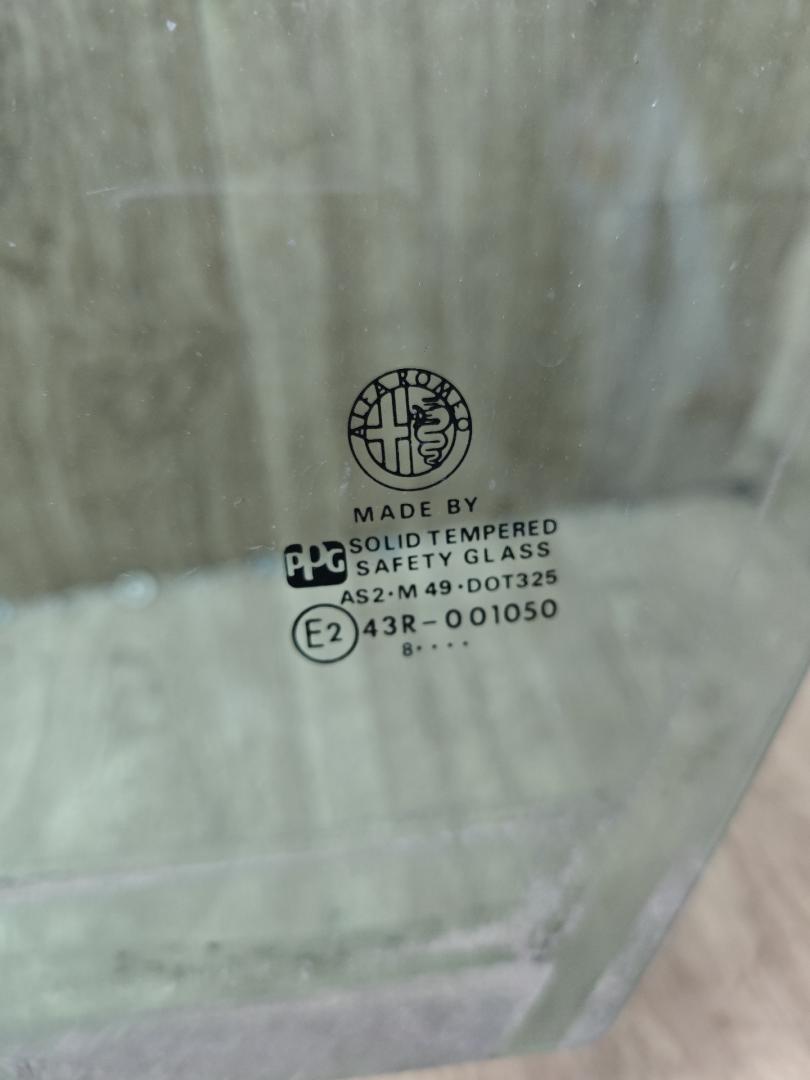 ALFA ROMEO
MADE BY
PPG SOLID TEMPERED
SAFETY GLASS
AS2·M 49·DOT325
E2 43R-001050
8····